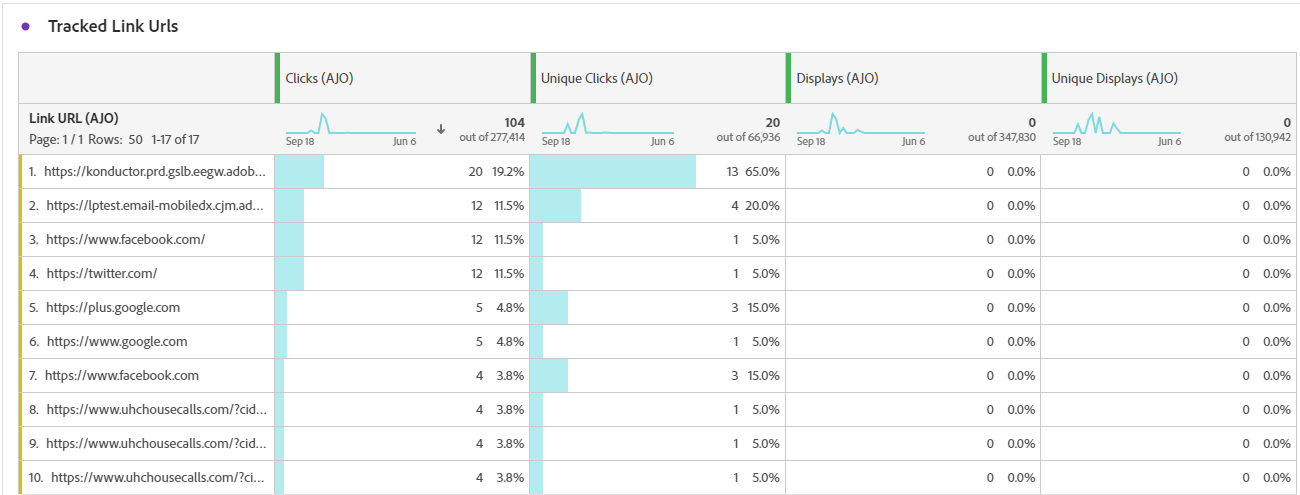 Tracked Link Urls
Clicks (AJO) Unique Clicks (AJO) Displays (AJO) Unique Displays (AJO)
Link URL (AJO)
Page: 1 / 1 Rows: 50 1-17 of 17
Sep 18 Jun 6 ↓ 104 out of 277,414
Sep 18 Jun 6 20 out of 66,936
Sep 18 Jun 6 0 out of 347,830
Sep 18 Jun 6 0 out of 130,942
1. https://konductor.prd.gslb.eegw.adob... 20 19.2% 13 65.0% 0 0.0% 0 0.0%
2. https://lptest.email-mobiledx.cjm.ad... 12 11.5% 4 20.0% 0 0.0% 0 0.0%
3. https://www.facebook.com/ 12 11.5% 1 5.0% 0 0.0% 0 0.0%
4. https://twitter.com/ 12 11.5% 1 5.0% 0 0.0% 0 0.0%
5. https://plus.google.com 5 4.8% 3 15.0% 0 0.0% 0 0.0%
6. https://www.google.com 5 4.8% 1 5.0% 0 0.0% 0 0.0%
7. https://www.facebook.com 4 3.8% 3 15.0% 0 0.0% 0 0.0%
8. https://www.uhchousecalls.com/?cid... 4 3.8% 1 5.0% 0 0.0% 0 0.0%
9. https://www.uhchousecalls.com/?cid... 4 3.8% 1 5.0% 0 0.0% 0 0.0%
10. https://www.uhchousecalls.com/?ci... 4 3.8% 1 5.0% 0 0.0% 0 0.0%